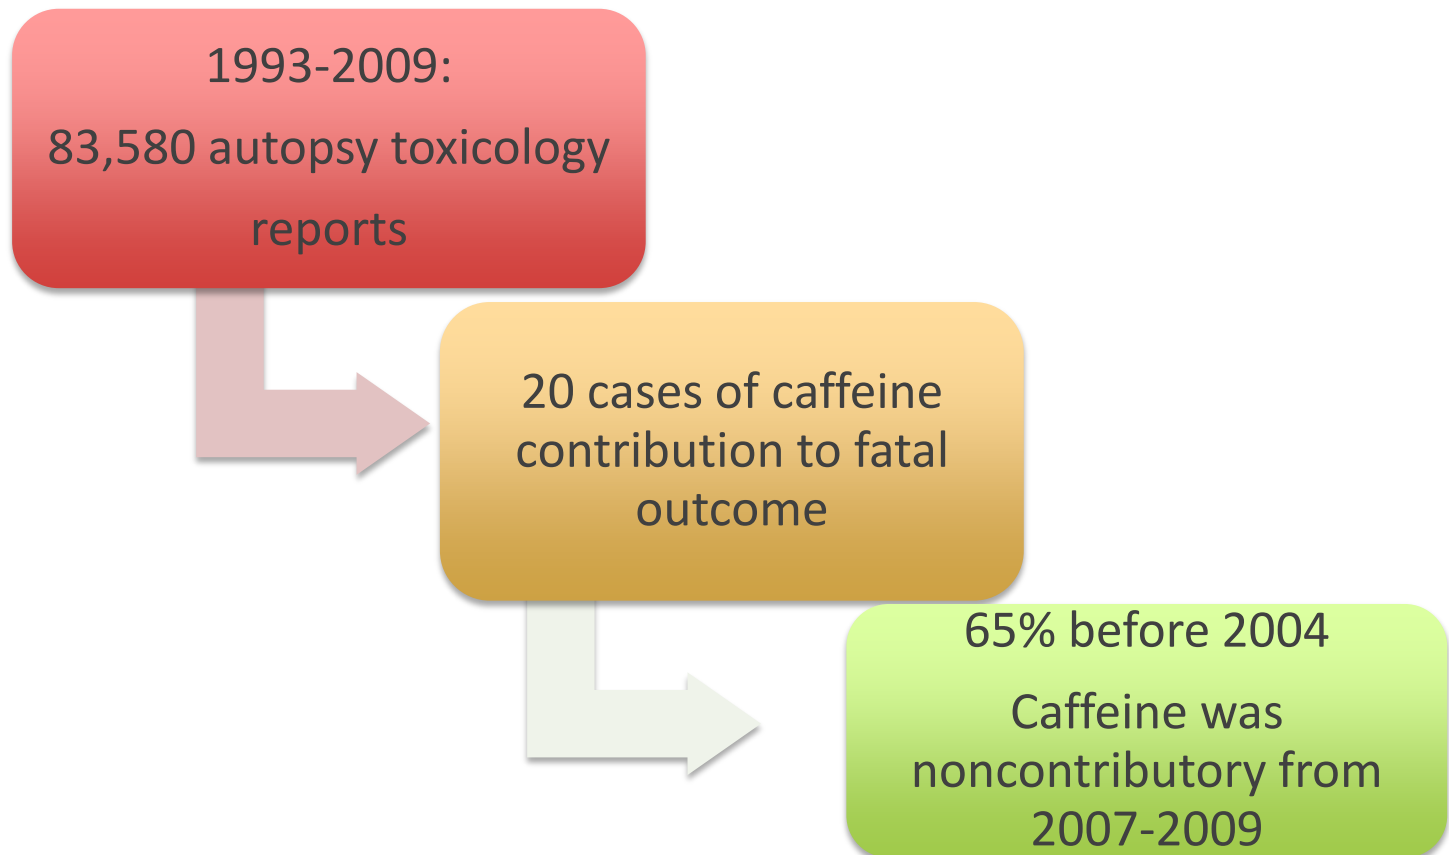 1993-2009:
83,580 autopsy toxicology
reports
20 cases of caffeine
contribution to fatal
outcome
65% before 2004
Caffeine was
noncontributory from
2007-2009